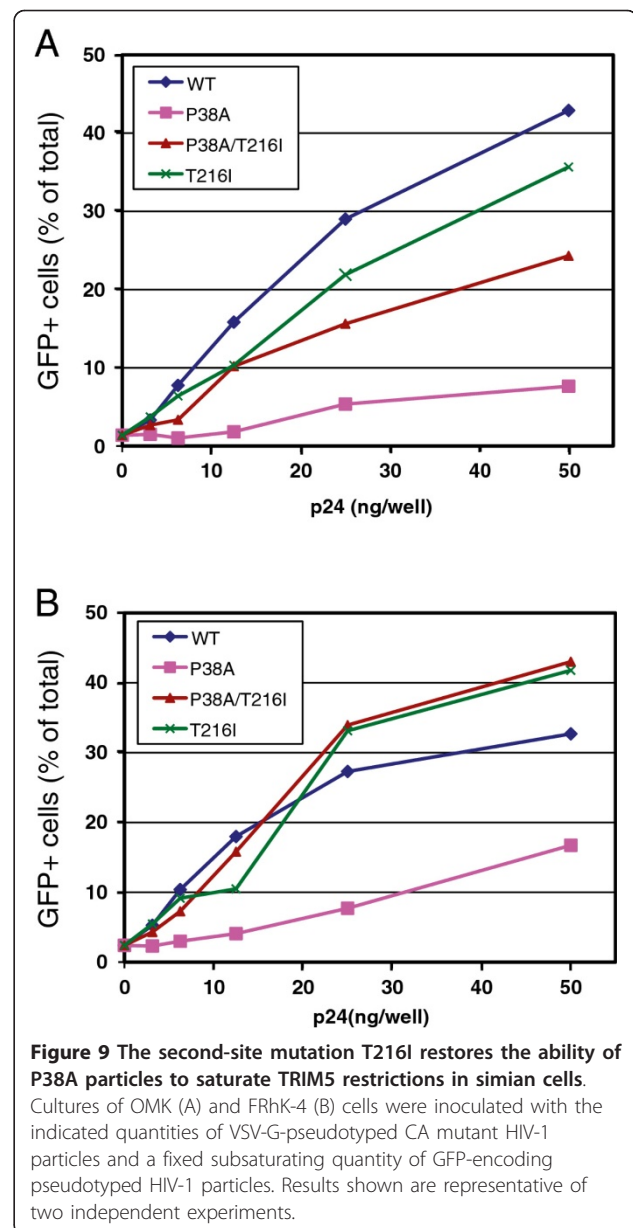 A
50
40
30
20
10
0
GFP+ cells (% of total)
WT
P38A
P38A/T216I
T216I
0 10 20 30 40 50
p24 (ng/well)
B
50
40
30
20
10
0
GFP+ cells (% of total)
WT
P38A
P38A/T216I
T216I
0 10 20 30 40 50
p24(ng/well)
Figure 9 The second-site mutation T216I restores the ability of
P38A particles to saturate TRIM5 restrictions in simian cells.
Cultures of OMK (A) and FRhK-4 (B) cells were inoculated with the
indicated quantities of VSV-G-pseudotyped CA mutant HIV-1
particles and a fixed subsaturating quantity of GFP-encoding
pseudotyped HIV-1 particles. Results shown are representative of
two independent experiments.